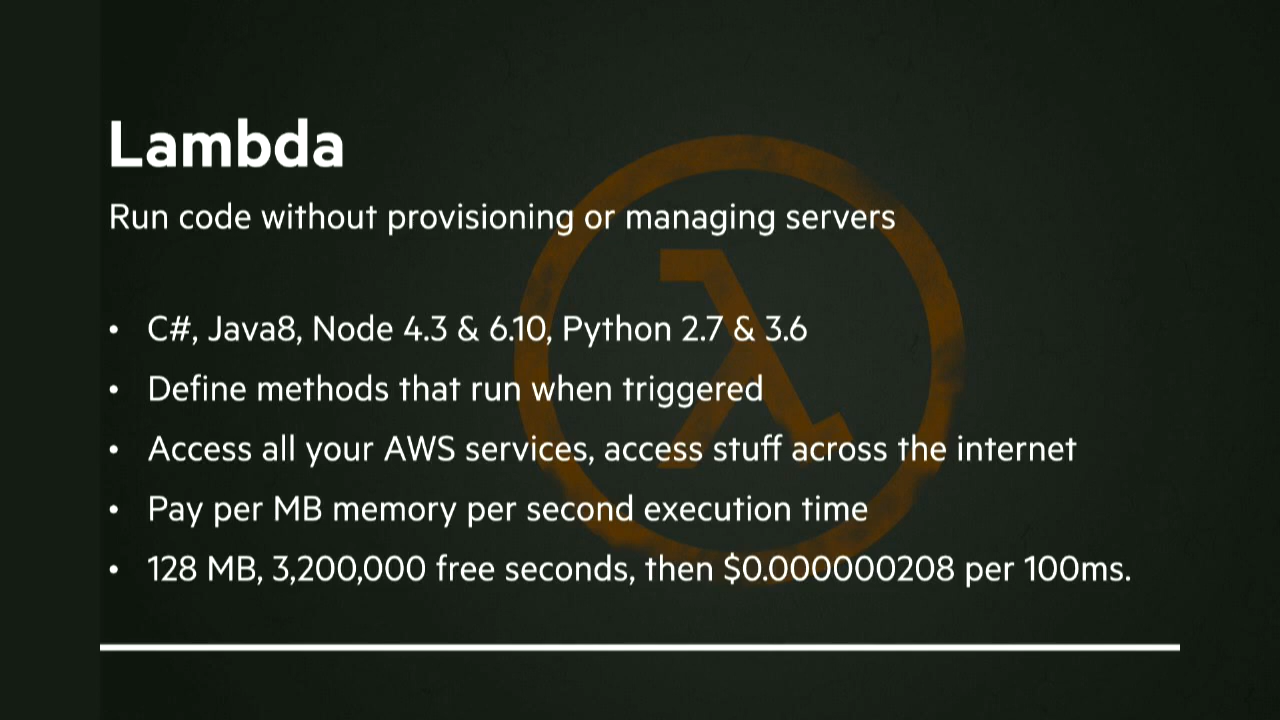 Lambda
Run code without provisioning or managing servers
• C#, Java8, Node 4.3 & 6.10, Python 2.7 & 3.6
• Define methods that run when triggered
• Access all your AWS services, access stuff across the internet
• Pay per MB memory per second execution time
• 128 MB, 3,200,000 free seconds, then $0.000000208 per 100ms.